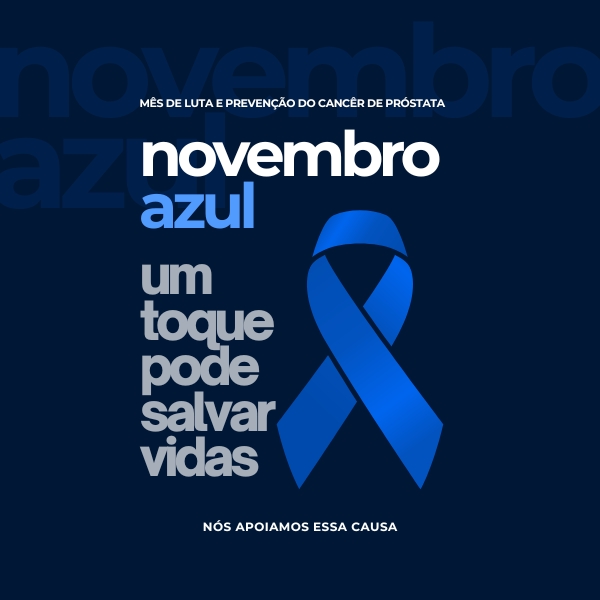 novembro
azul
MÊS DE LUTA E PREVENÇÃO DO CANCÊR DE PRÓSTATA
novembro
azul
um
toque
pode
salvar
vidas
NÓS APOIAMOS ESSA CAUSA